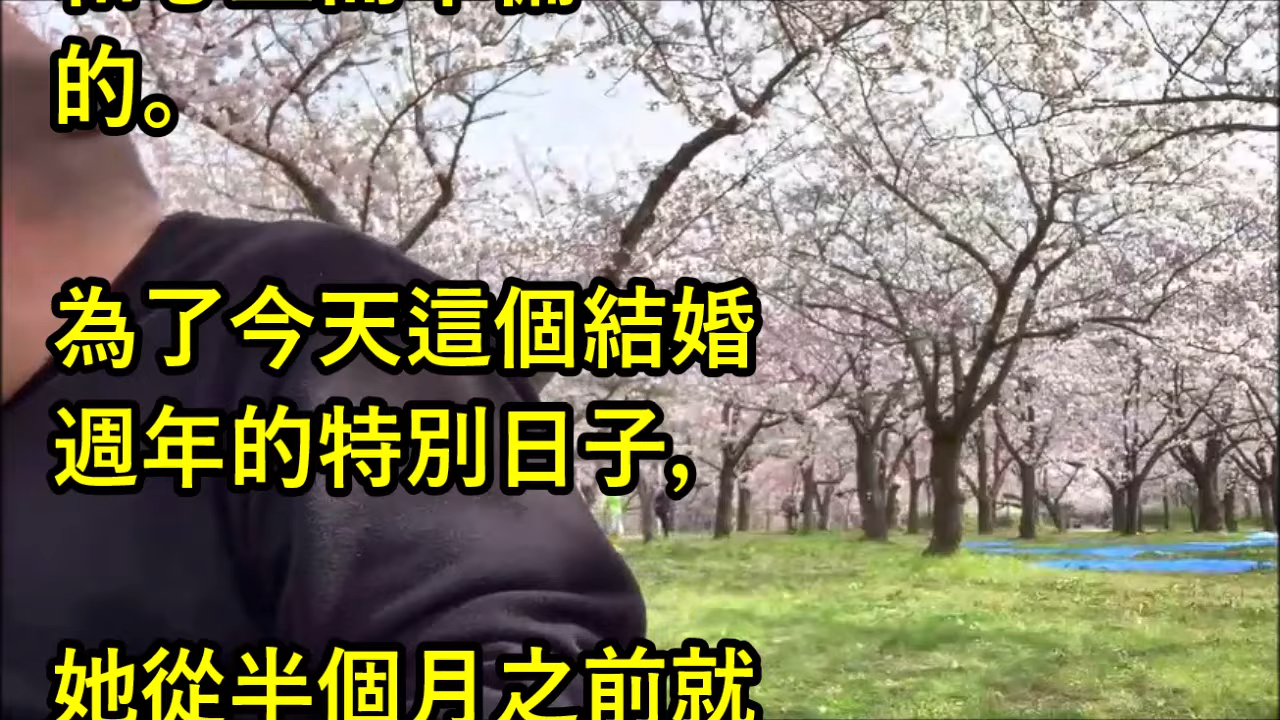 的。
為了今天這個結婚
週年的特別日子,
她從半個月之前就